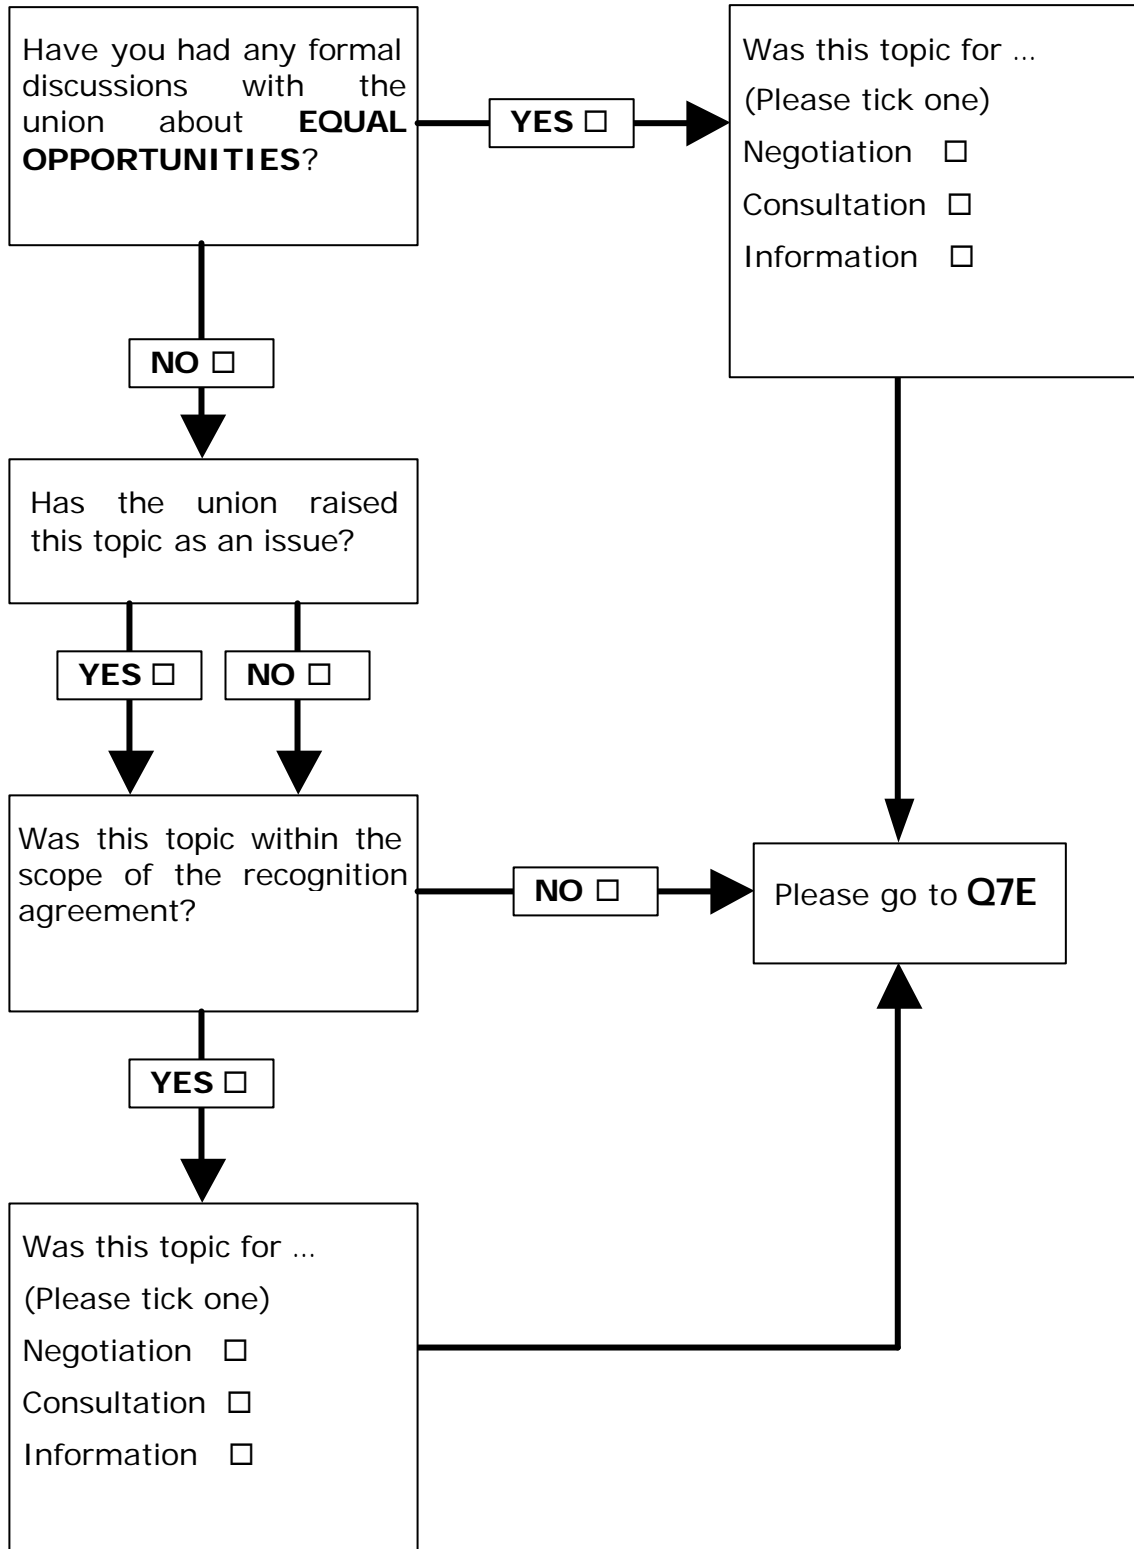 Have you had any formal
discussions with the
union about EQUAL
OPPORTUNITIES?
YES ☐
Was this topic for ...
(Please tick one)
Negotiation ☐
Consultation ☐
Information ☐
NO ☐
Has the union raised
this topic as an issue?
YES ☐
NO ☐
Was this topic within the
scope of the recognition
agreement?
NO ☐
Please go to Q7E
YES ☐
Was this topic for ...
(Please tick one)
Negotiation ☐
Consultation ☐
Information ☐